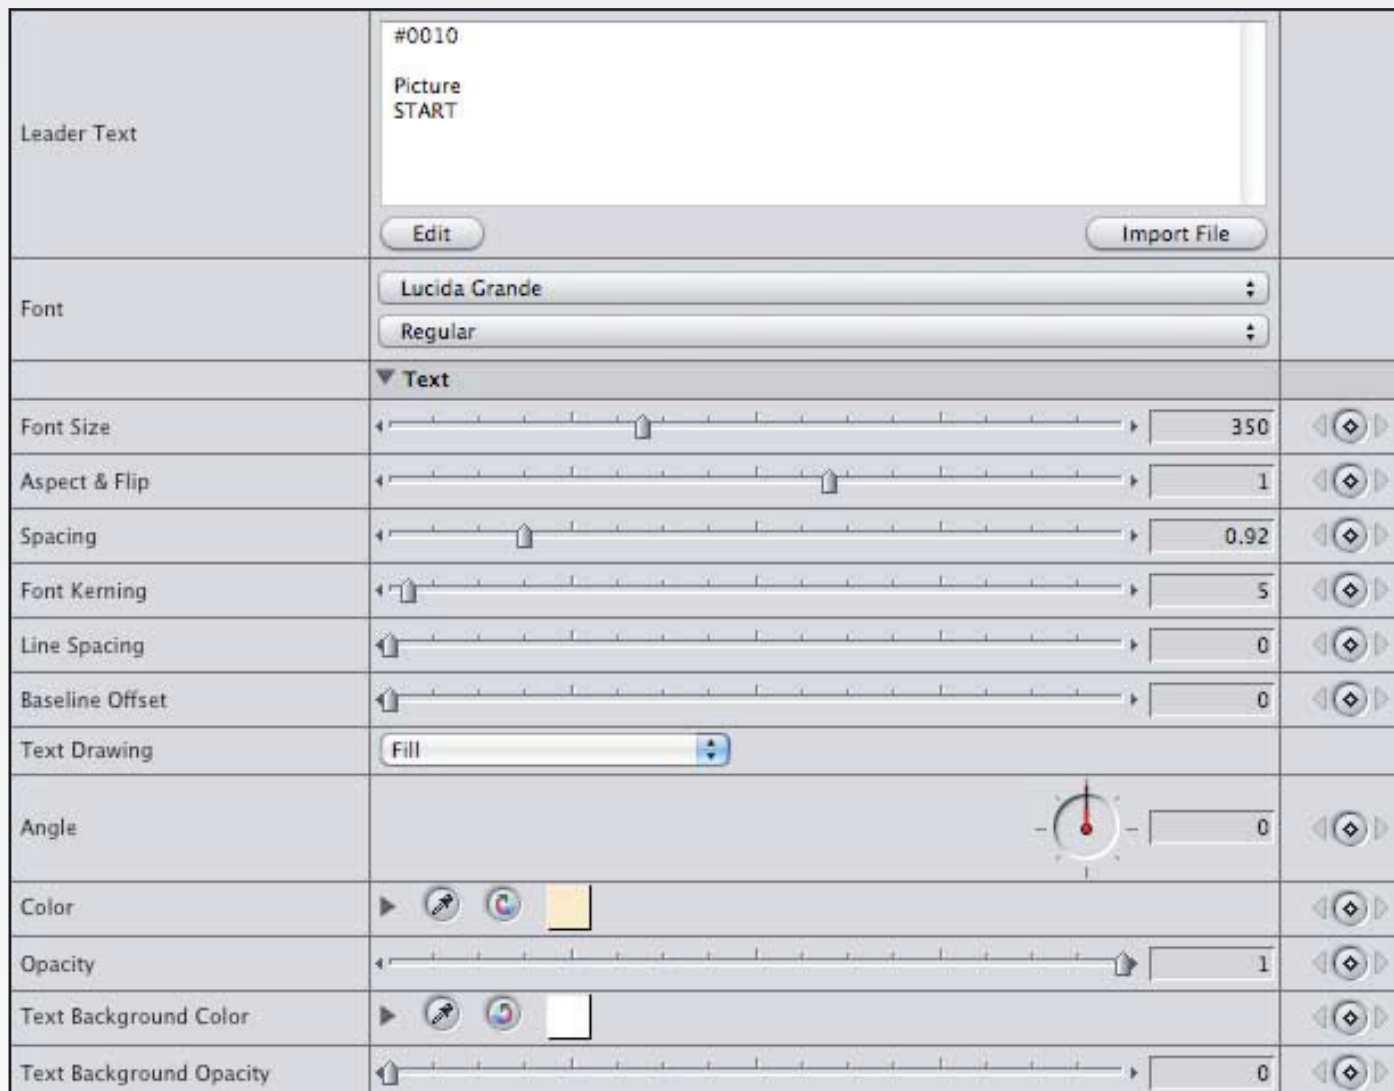 Leader Text
#0010
Picture
START
Edit
Import File
Font
Lucida Grande
Regular
Text
Font Size
350
Aspect & Flip
1
Spacing
0.92
Font Kerning
5
Line Spacing
0
Baseline Offset
0
Text Drawing
Fill
Angle
0
Color
Opacity
1
Text Background Color
Text Background Opacity
0